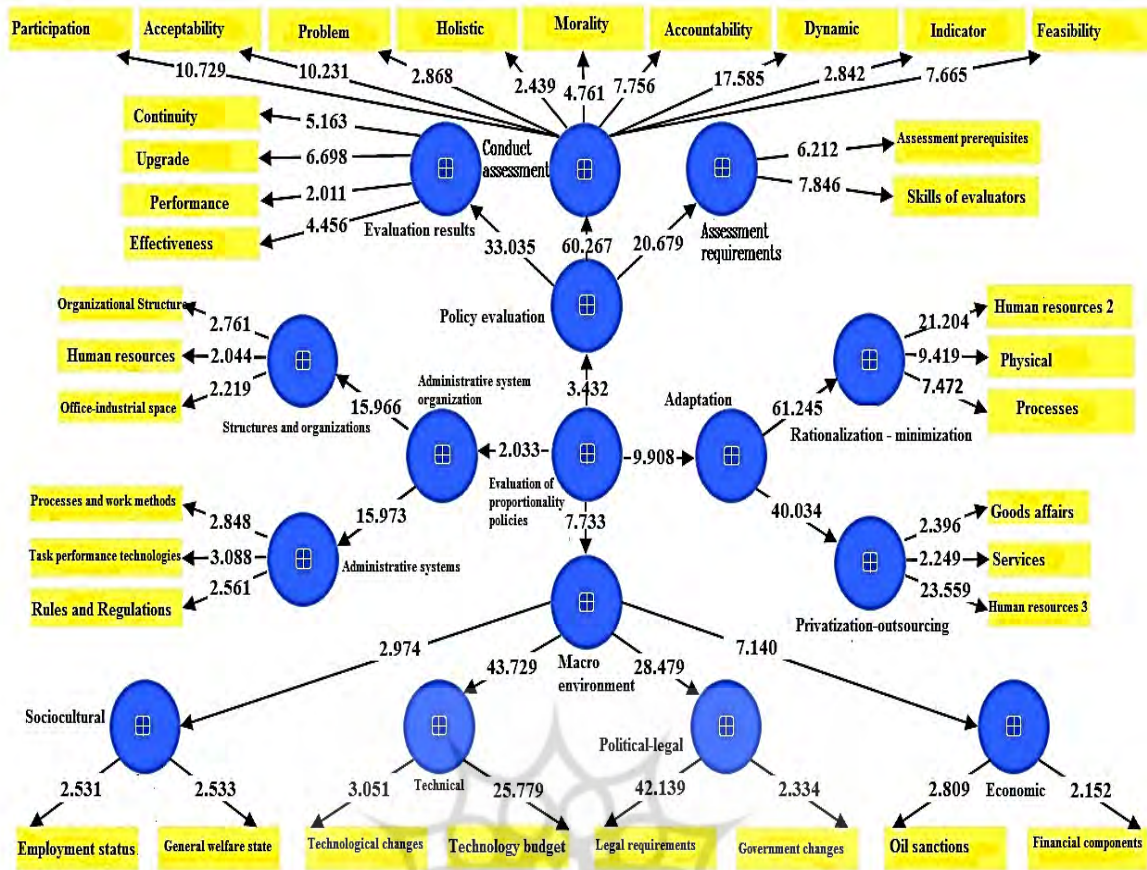 Participation Acceptability Problem Holistic Morality Accountability Dynamic Indicator Feasibility
10.729 10.231 2.868 2.439 4.761 7.756 17.585 2.842 7.665
Continuity
5.163
Upgrade
6.698
Performance
2.011
Effectiveness
4.456
Evaluation results
Conduct
assessment
Assessment prerequisites
6.212
Skills of evaluators
7.846
Assessment
requirements
33.035 60.267 20.679
Policy evaluation
3.432
Organizational Structure
2.761
Human resources
2.044
Office-industrial space
2.219
Structures and organizations
15.966
Administrative system
organization
2.033
Evaluation of
proportionality
policies
9.908
Adaptation
61.245
Human resources 2
21.204
Physical
9.419
Processes
7.472
Rationalization - minimization
Processes and work methods
2.848
Task performance technologies
3.088
Rules and Regulations
2.561
Administrative systems
15.973
40.034
Goods affairs
2.396
Services
2.249
Human resources 3
23.559
Privatization-outsourcing
7.733
Macro
environment
2.974 43.729 28.479 7.140
Sociocultural
Technical
Political-legal
Economic
2.531 2.533 3.051 25.779 42.139 2.334 2.809 2.152
Employment status General welfare state Technological changes Technology budget Legal requirements Government changes Oil sanctions Financial components